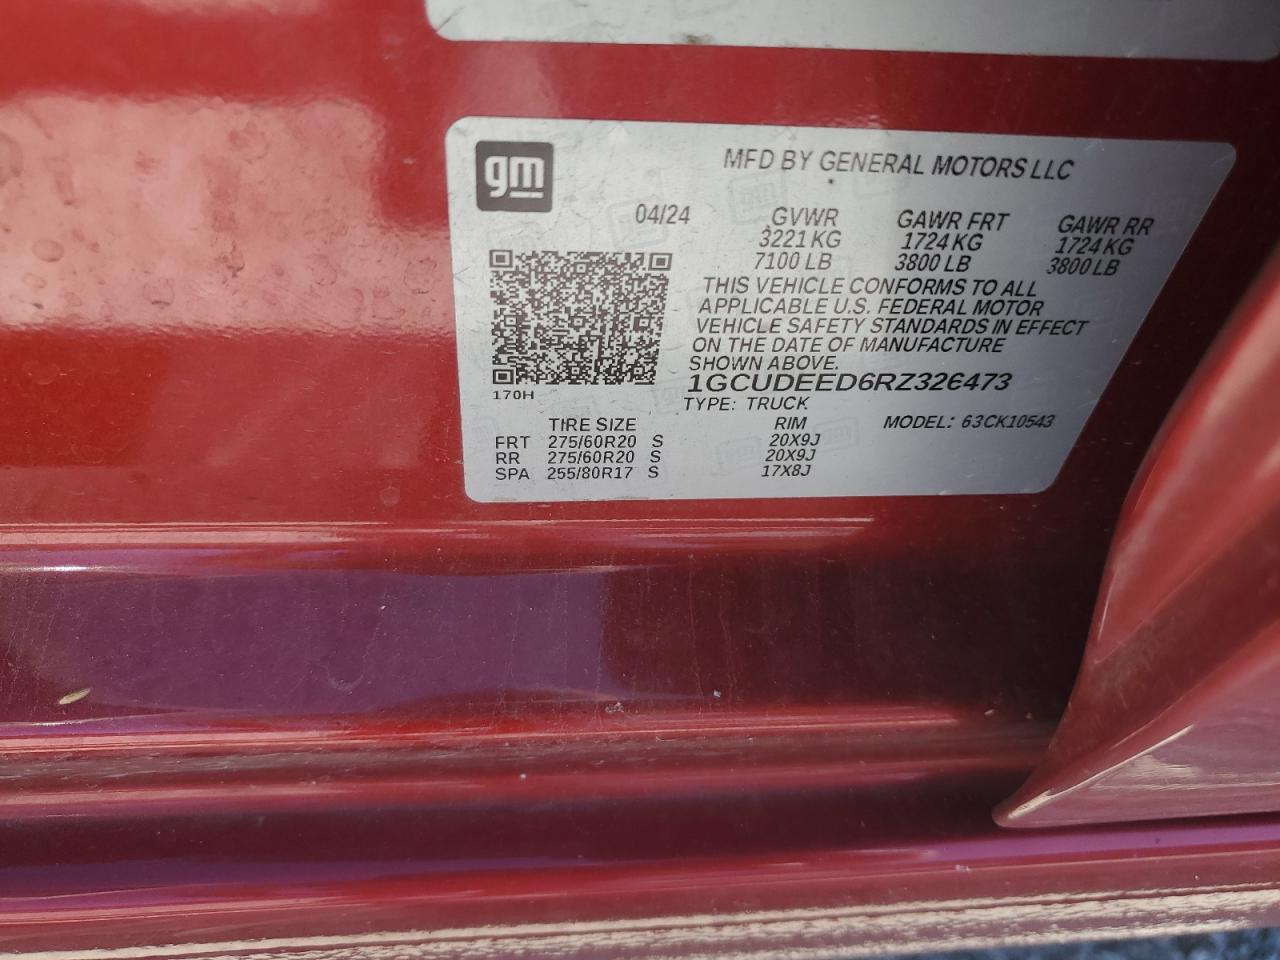 gm
MFD BY GENERAL MOTORS LLC
04/24 GVWR GAWR FRT GAWR RR
3221 KG 1724 KG 1724 KG
7100 LB 3800 LB 3800 LB
THIS VEHICLE CONFORMS TO ALL
APPLICABLE U.S. FEDERAL MOTOR
VEHICLE SAFETY STANDARDS IN EFFECT
ON THE DATE OF MANUFACTURE
SHOWN ABOVE.
1GCUDEED6RZ326473
170H
TYPE: TRUCK
MODEL: 63CK10543
TIRE SIZE RIM
FRT 275/60R20 S 20X9J
RR 275/60R20 S 20X9J
SPA 255/80R17 S 17X8J